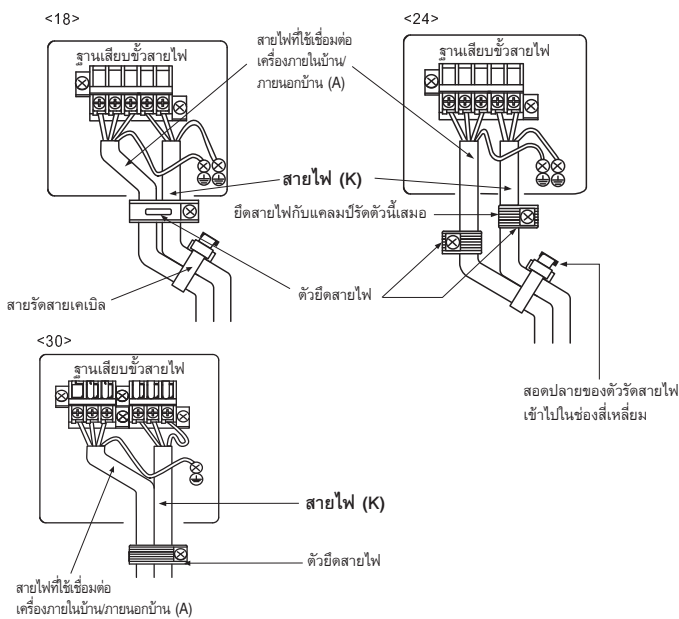 <18>
ฐานเสียบขั้วสายไฟ
สายไฟที่ใช้เชื่อมต่อ
เครื่องภายในบ้าน/
ภายนอกบ้าน (A)
<24>
ฐานเสียบขั้วสายไฟ
สายไฟ (K)
ยึดสายไฟกับแคลมป์รัดตัวนี้เสมอ
สายรัดสายเคเบิล
ตัวยึดสายไฟ
สอดปลายของตัวรัดสายไฟ
เข้าไปในช่องสี่เหลี่ยม
<30>
ฐานเสียบขั้วสายไฟ
สายไฟ (K)
ตัวยึดสายไฟ
สายไฟที่ใช้เชื่อมต่อ
เครื่องภายในบ้าน/ภายนอกบ้าน (A)